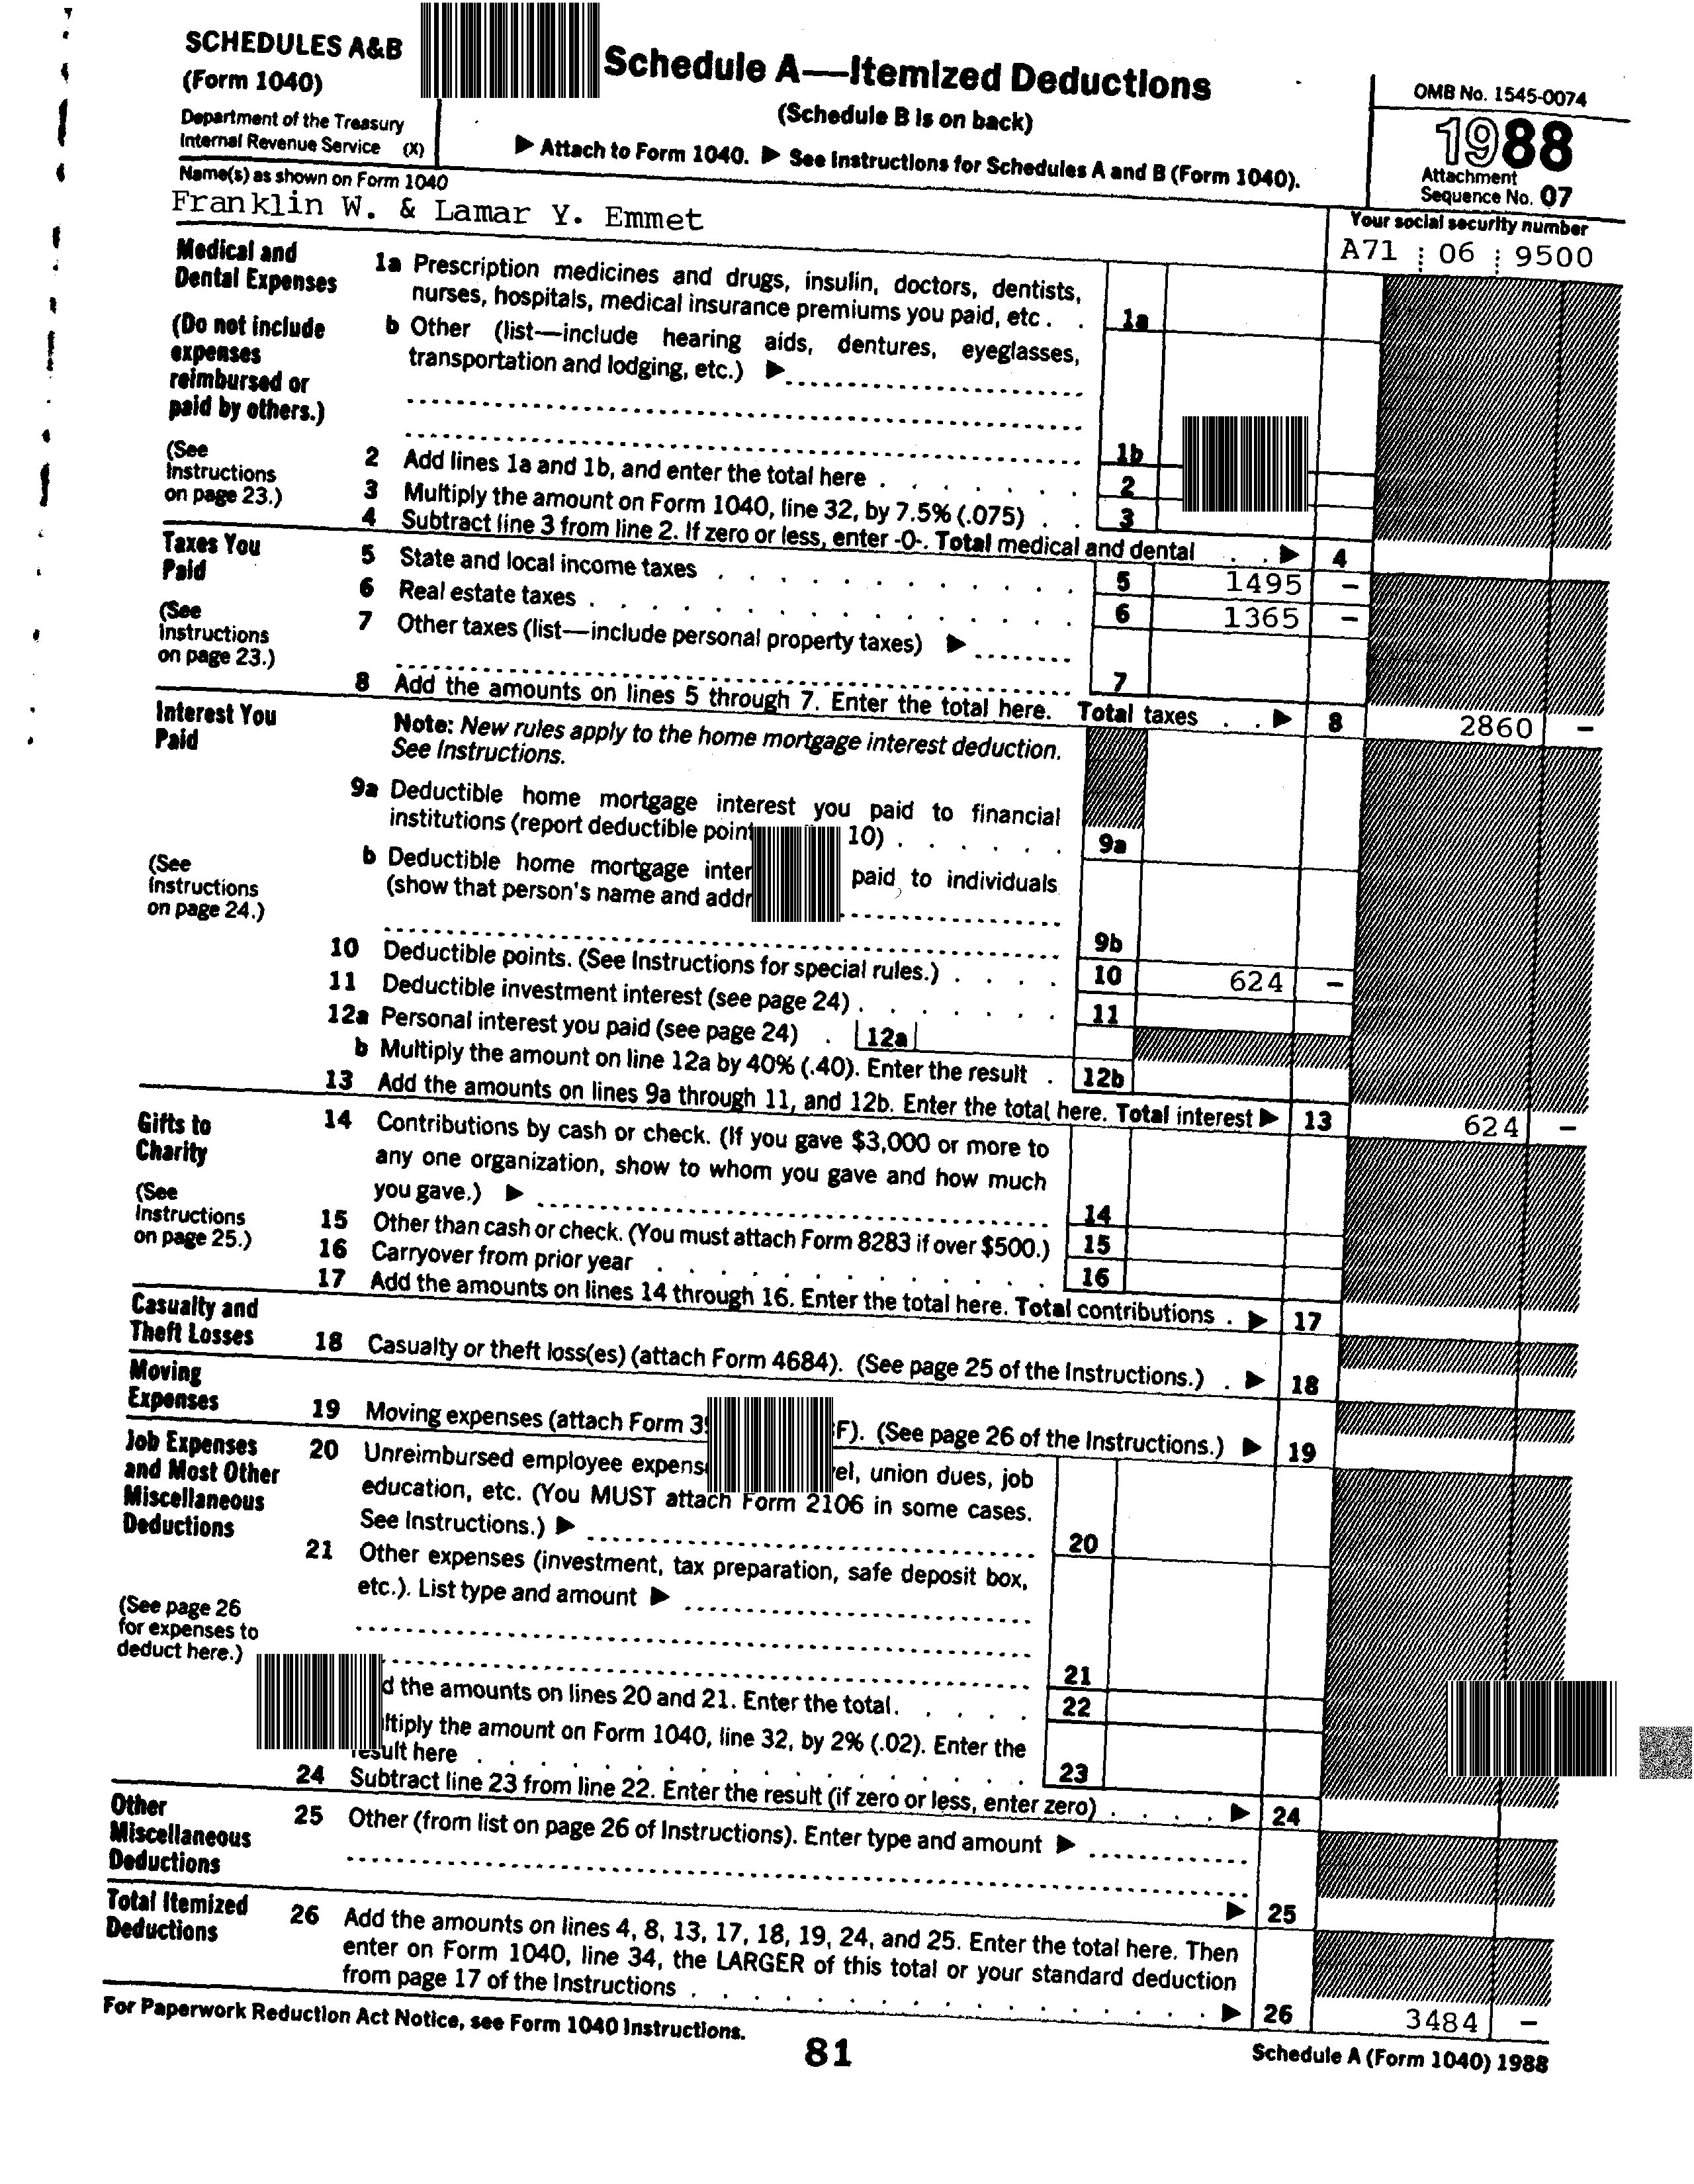 SCHEDULES A&B
(Form 1040)
Department of the Treasury
Internal Revenue Service (X)
Schedule A—Itemized Deductions
(Schedule B is on back)
▶ Attach to Form 1040. ▶ See Instructions for Schedules A and B (Form 1040).
OMB No. 1545-0074
1988
Attachment
Sequence No. 07
Name(s) as shown on Form 1040
Franklin W. & Lamar Y. Emmet
Your social security number
A71 06 9500
Medical and
Dental Expenses
(Do not include
expenses
reimbursed or
paid by others.)
(See
Instructions
on page 23.)
1a Prescription medicines and drugs, insulin, doctors, dentists,
nurses, hospitals, medical insurance premiums you paid, etc . . 1a
b Other (list—include hearing aids, dentures, eyeglasses,
transportation and lodging, etc.) ▶
1b
2 Add lines 1a and 1b, and enter the total here . . . . . . . 2
3 Multiply the amount on Form 1040, line 32, by 7.5% (.075) . . 3
4 Subtract line 3 from line 2. If zero or less, enter -0-. Total medical and dental . . ▶ 4
Taxes You
Paid
(See
Instructions
on page 23.)
5 State and local income taxes . . . . . . . . . . . . 5 1495 –
6 Real estate taxes . . . . . . . . . . . . . . . . 6 1365 –
7 Other taxes (list—include personal property taxes) ▶
7
8 Add the amounts on lines 5 through 7. Enter the total here. Total taxes . . ▶ 8 2860 –
Interest You
Paid
(See
Instructions
on page 24.)
Note: New rules apply to the home mortgage interest deduction.
See Instructions.
9a Deductible home mortgage interest you paid to financial
institutions (report deductible point 10) . . . . . . 9a
b Deductible home mortgage inter paid to individuals
(show that person's name and addr
9b
10 Deductible points. (See Instructions for special rules.) . . . . 10 624 –
11 Deductible investment interest (see page 24) . . . . . . . 11
12a Personal interest you paid (see page 24) . 12a
b Multiply the amount on line 12a by 40% (.40). Enter the result . 12b
13 Add the amounts on lines 9a through 11, and 12b. Enter the total here. Total interest ▶ 13 624 –
Gifts to
Charity
(See
Instructions
on page 25.)
14 Contributions by cash or check. (If you gave $3,000 or more to
any one organization, show to whom you gave and how much
you gave.) ▶ 14
15 Other than cash or check. (You must attach Form 8283 if over $500.) 15
16 Carryover from prior year . . . . . . . . . . . . . 16
17 Add the amounts on lines 14 through 16. Enter the total here. Total contributions . ▶ 17
Casualty and
Theft Losses
18 Casualty or theft loss(es) (attach Form 4684). (See page 25 of the Instructions.) . ▶ 18
Moving
Expenses
19 Moving expenses (attach Form 39 F). (See page 26 of the Instructions.) ▶ 19
Job Expenses
and Most Other
Miscellaneous
Deductions
(See page 26
for expenses to
deduct here.)
20 Unreimbursed employee expens el, union dues, job
education, etc. (You MUST attach Form 2106 in some cases.
See Instructions.) ▶ 20
21 Other expenses (investment, tax preparation, safe deposit box,
etc.). List type and amount ▶
21
d the amounts on lines 20 and 21. Enter the total. . . . . 22
ltiply the amount on Form 1040, line 32, by 2% (.02). Enter the
result here . . . . . . . . . . . . . . . . . . 23
24 Subtract line 23 from line 22. Enter the result (if zero or less, enter zero) . . . . ▶ 24
Other
Miscellaneous
Deductions
25 Other (from list on page 26 of Instructions). Enter type and amount ▶
▶ 25
Total Itemized
Deductions
26 Add the amounts on lines 4, 8, 13, 17, 18, 19, 24, and 25. Enter the total here. Then
enter on Form 1040, line 34, the LARGER of this total or your standard deduction
from page 17 of the Instructions . . . . . . . . . . . . . . . . . ▶ 26 3484 –
For Paperwork Reduction Act Notice, see Form 1040 Instructions.
81
Schedule A (Form 1040) 1988